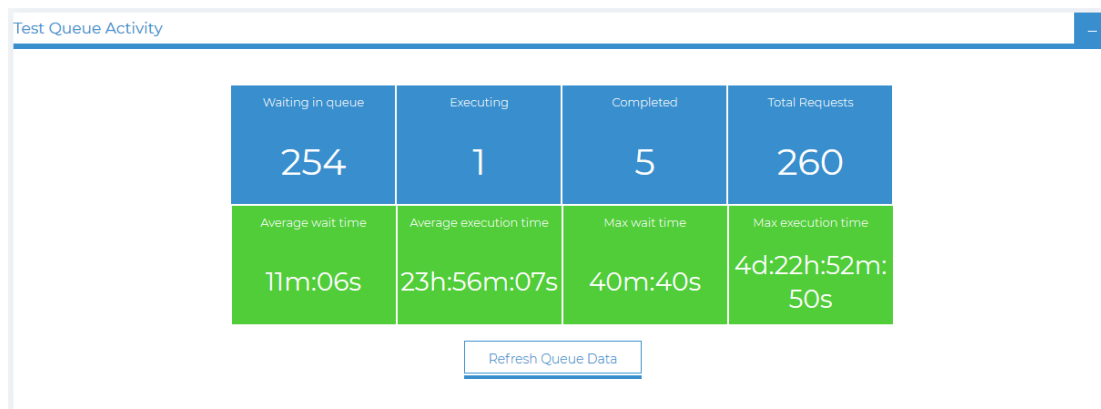 Test Queue Activity
–
Waiting in queue
Executing
Completed
Total Requests
254
1
5
260
Average wait time
Average execution time
Max wait time
Max execution time
11m:06s
23h:56m:07s
40m:40s
4d:22h:52m:
50s
Refresh Queue Data